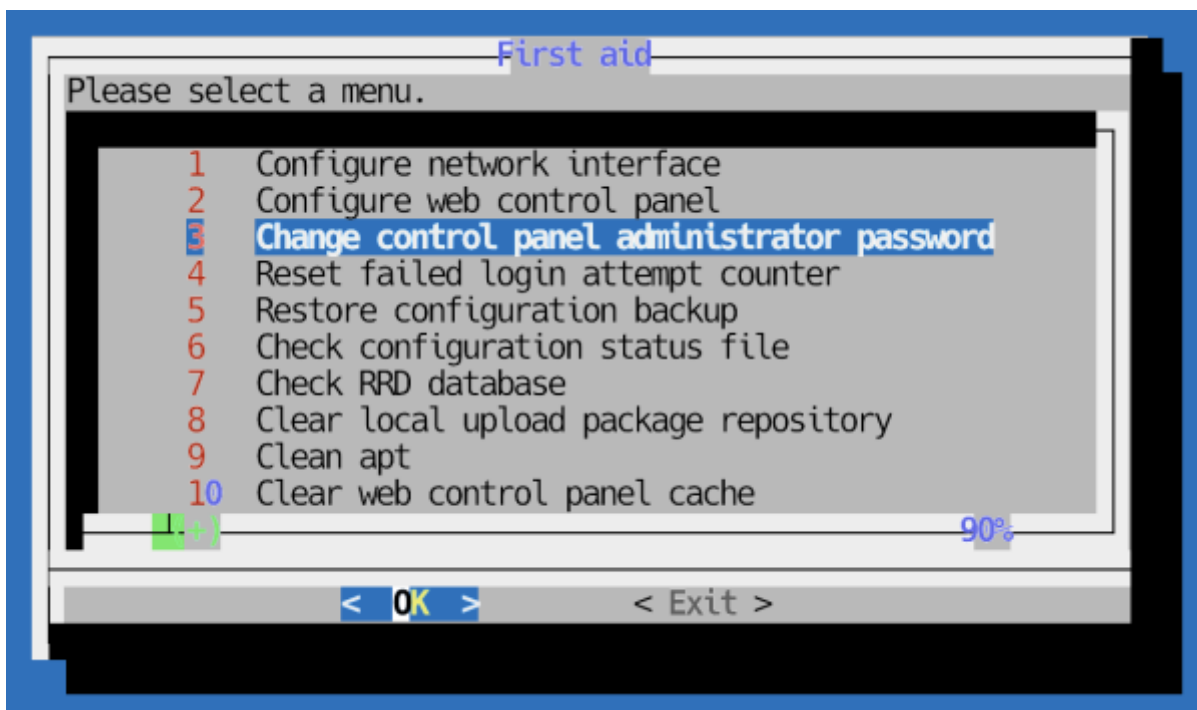 First aid
Please select a menu.
1 Configure network interface
2 Configure web control panel
3 Change control panel administrator password
4 Reset failed login attempt counter
5 Restore configuration backup
6 Check configuration status file
7 Check RRD database
8 Clear local upload package repository
9 Clean apt
10 Clear web control panel cache
(+) 90%
< OK > < Exit >